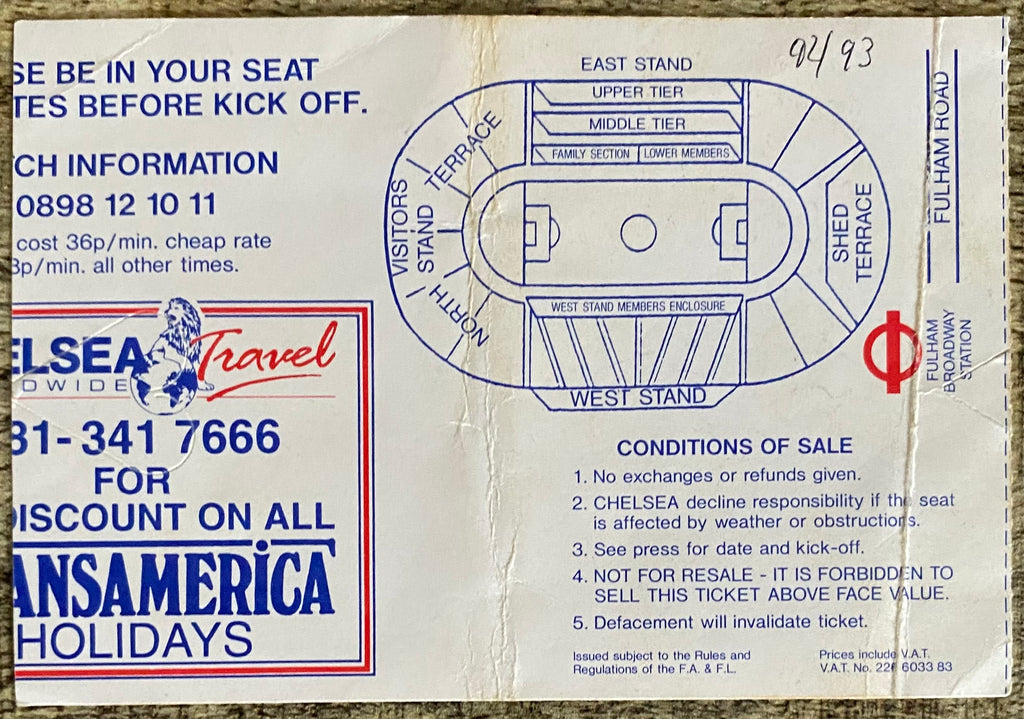 SE BE IN YOUR SEAT
TES BEFORE KICK OFF.
CH INFORMATION
0898 12 10 11
cost 36p/min. cheap rate
8p/min. all other times.
ELSEA Travel
DWIDE
81- 341 7666
FOR
DISCOUNT ON ALL
ANSAMERICA
HOLIDAYS
92/93
EAST STAND
UPPER TIER
MIDDLE TIER
FAMILY SECTION LOWER MEMBERS
VISITORS
TERRACE
NORTH STAND
SHED
TERRACE
WEST STAND MEMBERS ENCLOSURE
WEST STAND
FULHAM ROAD
FULHAM
BROADWAY
STATION
CONDITIONS OF SALE
1. No exchanges or refunds given.
2. CHELSEA decline responsibility if the seat
is affected by weather or obstructions.
3. See press for date and kick-off.
4. NOT FOR RESALE - IT IS FORBIDDEN TO
SELL THIS TICKET ABOVE FACE VALUE.
5. Defacement will invalidate ticket.
Issued subject to the Rules and
Regulations of the F.A. & F.L.
Prices include V.A.T.
V.A.T. No. 226 6033 83